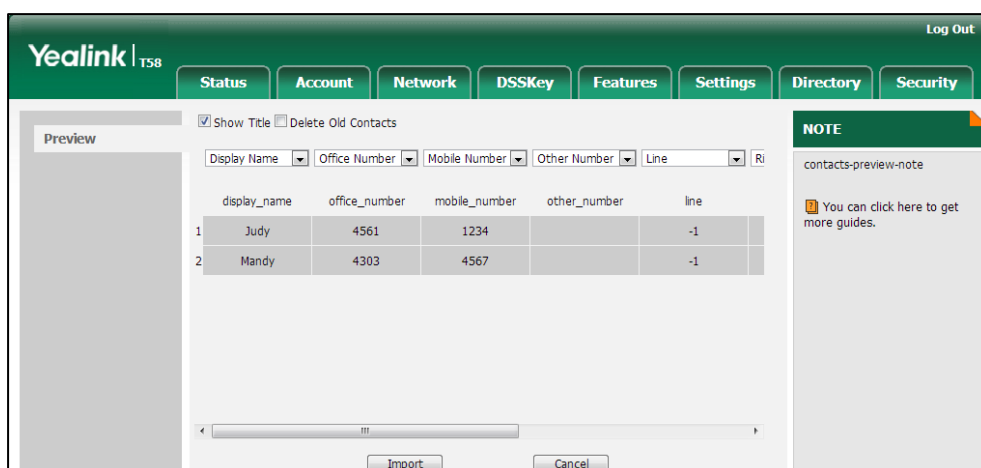 Log Out
Yealink | T58
Status Account Network DSSKey Features Settings Directory Security
Preview
Show Title Delete Old Contacts
Display Name Office Number Mobile Number Other Number Line Ri
display_name office_number mobile_number other_number line
1 Judy 4561 1234 -1
2 Mandy 4303 4567 -1
Import Cancel
NOTE
contacts-preview-note
You can click here to get
more guides.